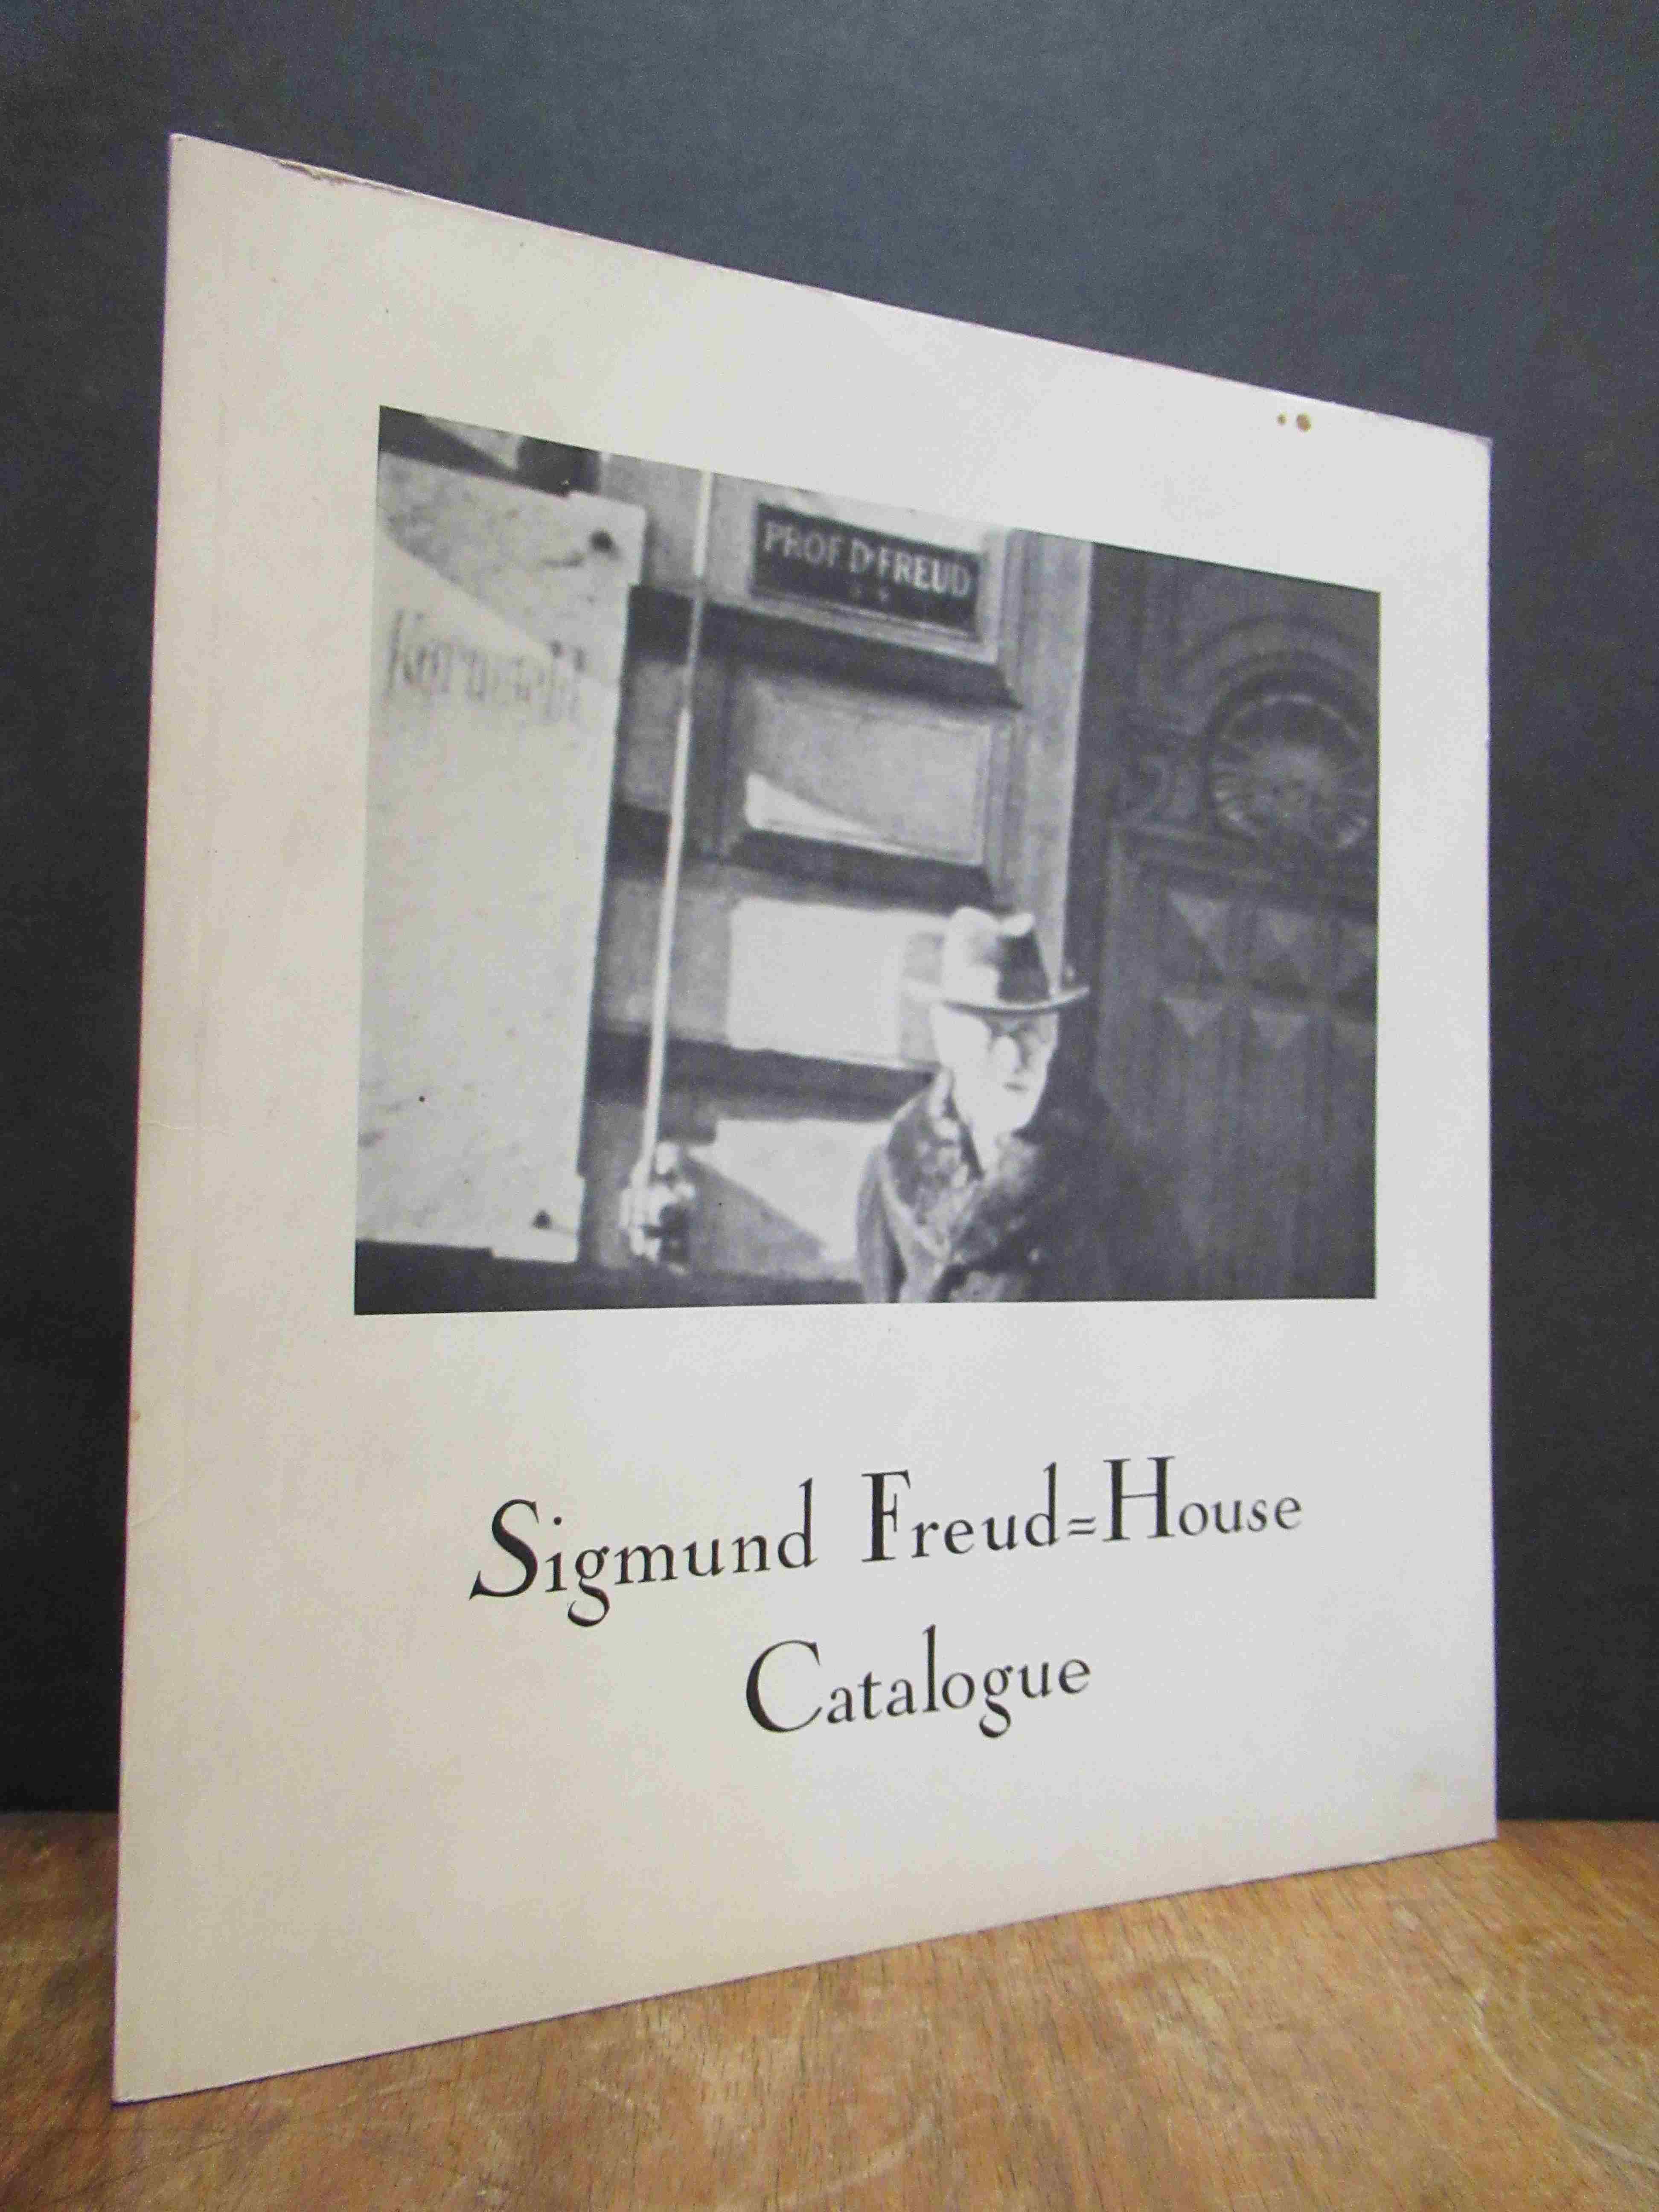 PROF. Dr FREUD
Sigmund Freud=House
Catalogue